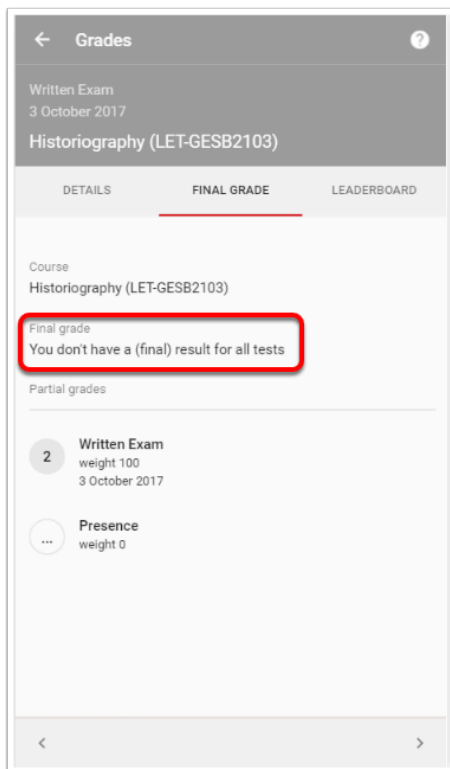 Grades
?
Written Exam
3 October 2017
Historiography (LET-GESB2103)
DETAILS FINAL GRADE LEADERBOARD
Course
Historiography (LET-GESB2103)
Final grade
You don't have a (final) result for all tests
Partial grades
2
Written Exam
weight 100
3 October 2017
...
Presence
weight 0